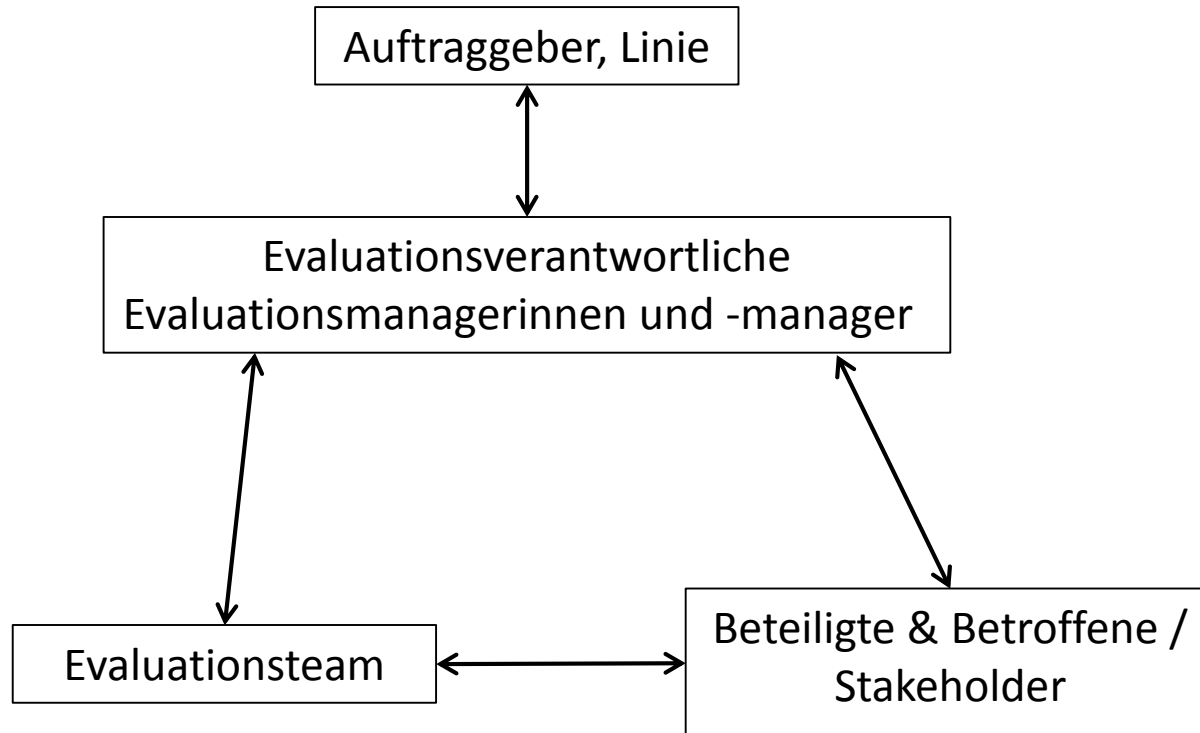 Auftraggeber, Linie
Evaluationsverantwortliche
Evaluationsmanagerinnen und -manager
Evaluationsteam
Beteiligte & Betroffene /
Stakeholder